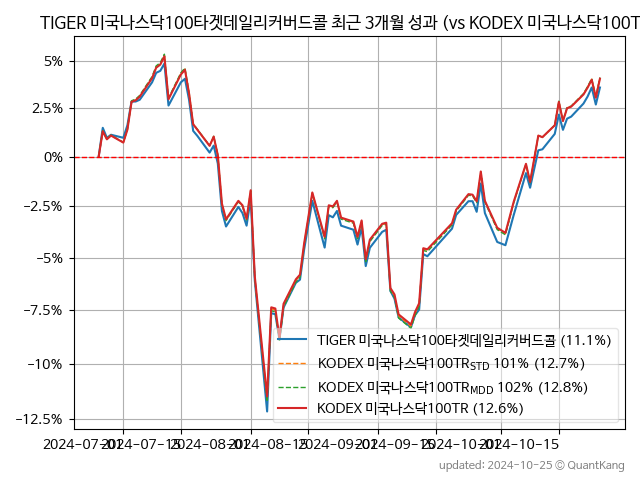 TIGER 미국나스닥100타겟데일리커버드콜 최근 3개월 성과 (vs KODEX 미국나스닥100T
5%
2.5%
0%
−2.5%
−5%
−7.5%
−10%
−12.5%
TIGER 미국나스닥100타겟데일리커버드콜 (11.1%)
KODEX 미국나스닥100TRSTD 101% (12.7%)
KODEX 미국나스닥100TRMDD 102% (12.8%)
KODEX 미국나스닥100TR (12.6%)
2024-07-01 2024-07-15 2024-08-01 2024-08-15 2024-09-01 2024-09-15 2024-10-01 2024-10-15
updated: 2024-10-25 © QuantKang